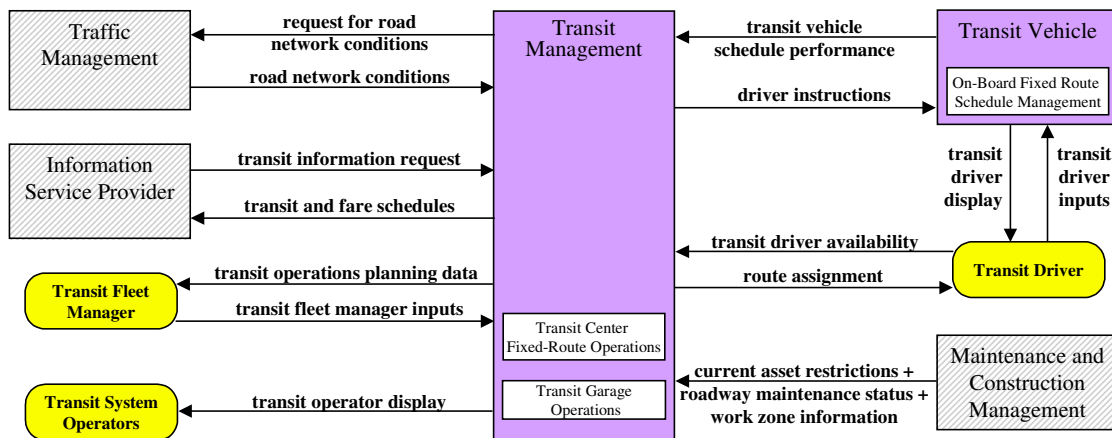 Traffic
Management
request for road
network conditions
road network conditions
Information
Service Provider
transit information request
transit and fare schedules
Transit Fleet
Manager
transit operations planning data
transit fleet manager inputs
Transit System
Operators
transit operator display
Transit
Management
Transit Center
Fixed-Route Operations
Transit Garage
Operations
transit vehicle
schedule performance
driver instructions
Transit Vehicle
On-Board Fixed Route
Schedule Management
transit
driver
display
transit
driver
inputs
transit driver availability
route assignment
Transit Driver
current asset restrictions +
roadway maintenance status +
work zone information
Maintenance and
Construction
Management